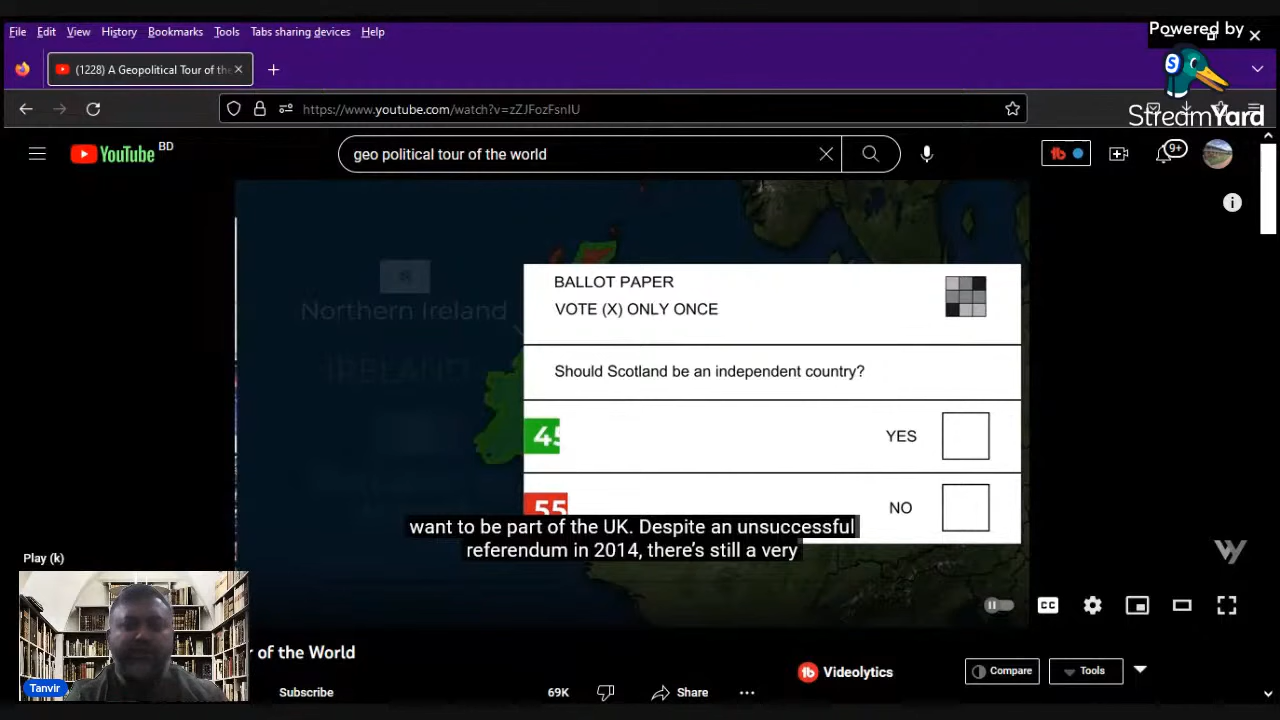 File Edit View History Bookmarks Tools Tabs sharing devices Help
Powered by
StreamYard
(1228) A Geopolitical Tour of the
https://www.youtube.com/watch?v=zZJFozFsnIU
YouTube BD
geo political tour of the world
9+
Northern Ireland
IRELAND
BALLOT PAPER
VOTE (X) ONLY ONCE
Should Scotland be an independent country?
45
YES
55
NO
want to be part of the UK. Despite an unsuccessful
referendum in 2014, there's still a very
Play (k)
CC
Tanvir
of the World
Videolytics
Compare
Tools
Subscribe
69K
Share